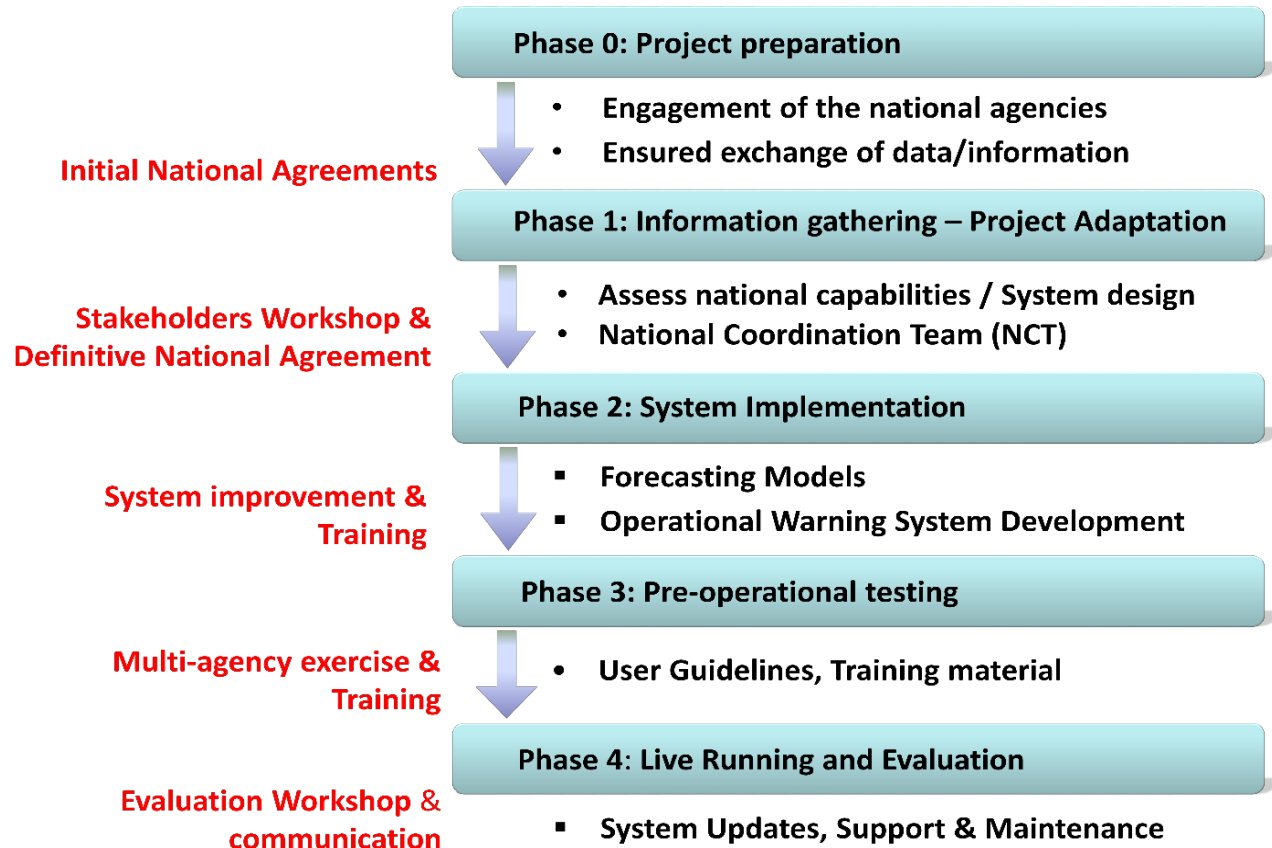 Phase 0: Project preparation
• Engagement of the national agencies
• Ensured exchange of data/information
Initial National Agreements
Phase 1: Information gathering – Project Adaptation
• Assess national capabilities / System design
• National Coordination Team (NCT)
Stakeholders Workshop &
Definitive National Agreement
Phase 2: System Implementation
▪ Forecasting Models
▪ Operational Warning System Development
System improvement &
Training
Phase 3: Pre-operational testing
• User Guidelines, Training material
Multi-agency exercise &
Training
Phase 4: Live Running and Evaluation
▪ System Updates, Support & Maintenance
Evaluation Workshop &
communication